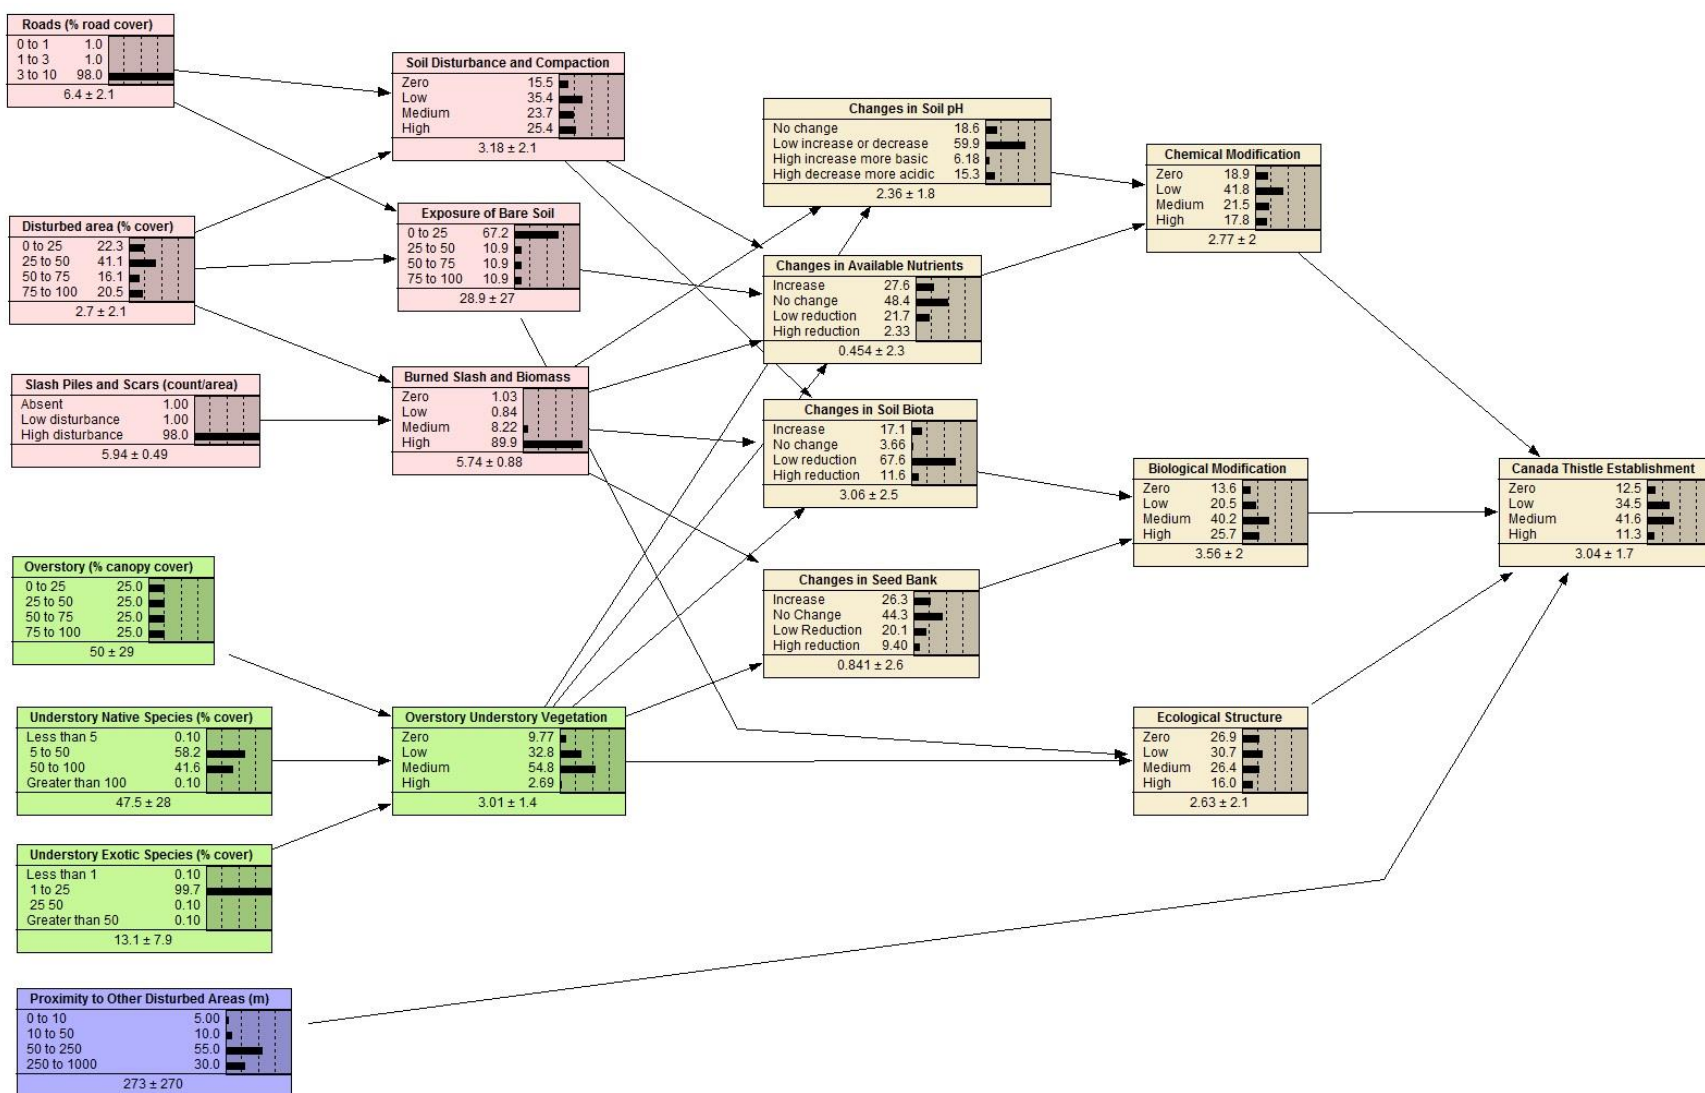 Roads (% road cover)
0 to 1 1.0
1 to 3 1.0
3 to 10 98.0
6.4 ± 2.1
Disturbed area (% cover)
0 to 25 22.3
25 to 50 41.1
50 to 75 16.1
75 to 100 20.5
2.7 ± 2.1
Slash Piles and Scars (count/area)
Absent 1.00
Low disturbance 1.00
High disturbance 98.0
5.94 ± 0.49
Overstory (% canopy cover)
0 to 25 25.0
25 to 50 25.0
50 to 75 25.0
75 to 100 25.0
50 ± 29
Understory Native Species (% cover)
Less than 5 0.10
5 to 50 58.2
50 to 100 41.6
Greater than 100 0.10
47.5 ± 28
Understory Exotic Species (% cover)
Less than 1 0.10
1 to 25 99.7
25 50 0.10
Greater than 50 0.10
13.1 ± 7.9
Proximity to Other Disturbed Areas (m)
0 to 10 5.00
10 to 50 10.0
50 to 250 55.0
250 to 1000 30.0
273 ± 270
Soil Disturbance and Compaction
Zero 15.5
Low 35.4
Medium 23.7
High 25.4
3.18 ± 2.1
Exposure of Bare Soil
0 to 25 67.2
25 to 50 10.9
50 to 75 10.9
75 to 100 10.9
28.9 ± 27
Burned Slash and Biomass
Zero 1.03
Low 0.84
Medium 8.22
High 89.9
5.74 ± 0.88
Overstory Understory Vegetation
Zero 9.77
Low 32.8
Medium 54.8
High 2.69
3.01 ± 1.4
Changes in Soil pH
No change 18.6
Low increase or decrease 59.9
High increase more basic 6.18
High decrease more acidic 15.3
2.36 ± 1.8
Changes in Available Nutrients
Increase 27.6
No change 48.4
Low reduction 21.7
High reduction 2.33
0.454 ± 2.3
Changes in Soil Biota
Increase 17.1
No change 3.66
Low reduction 67.6
High reduction 11.6
3.06 ± 2.5
Changes in Seed Bank
Increase 26.3
No Change 44.3
Low Reduction 20.1
High reduction 9.40
0.841 ± 2.6
Chemical Modification
Zero 18.9
Low 41.8
Medium 21.5
High 17.8
2.77 ± 2
Biological Modification
Zero 13.6
Low 20.5
Medium 40.2
High 25.7
3.56 ± 2
Ecological Structure
Zero 26.9
Low 30.7
Medium 26.4
High 16.0
2.63 ± 2.1
Canada Thistle Establishment
Zero 12.5
Low 34.5
Medium 41.6
High 11.3
3.04 ± 1.7